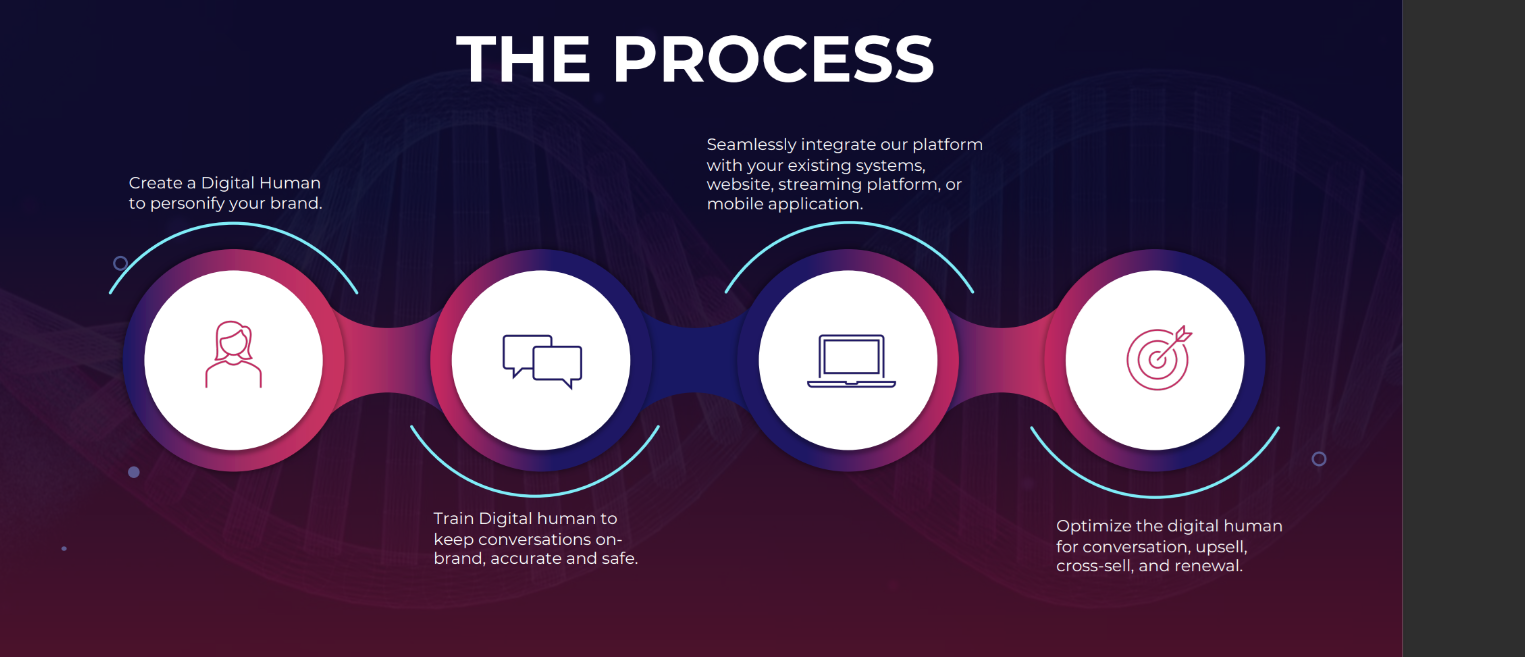 THE PROCESS
Create a Digital Human
to personify your brand.
Train Digital human to
keep conversations on-
brand, accurate and safe.
Seamlessly integrate our platform
with your existing systems,
website, streaming platform, or
mobile application.
Optimize the digital human
for conversation, upsell,
cross-sell, and renewal.